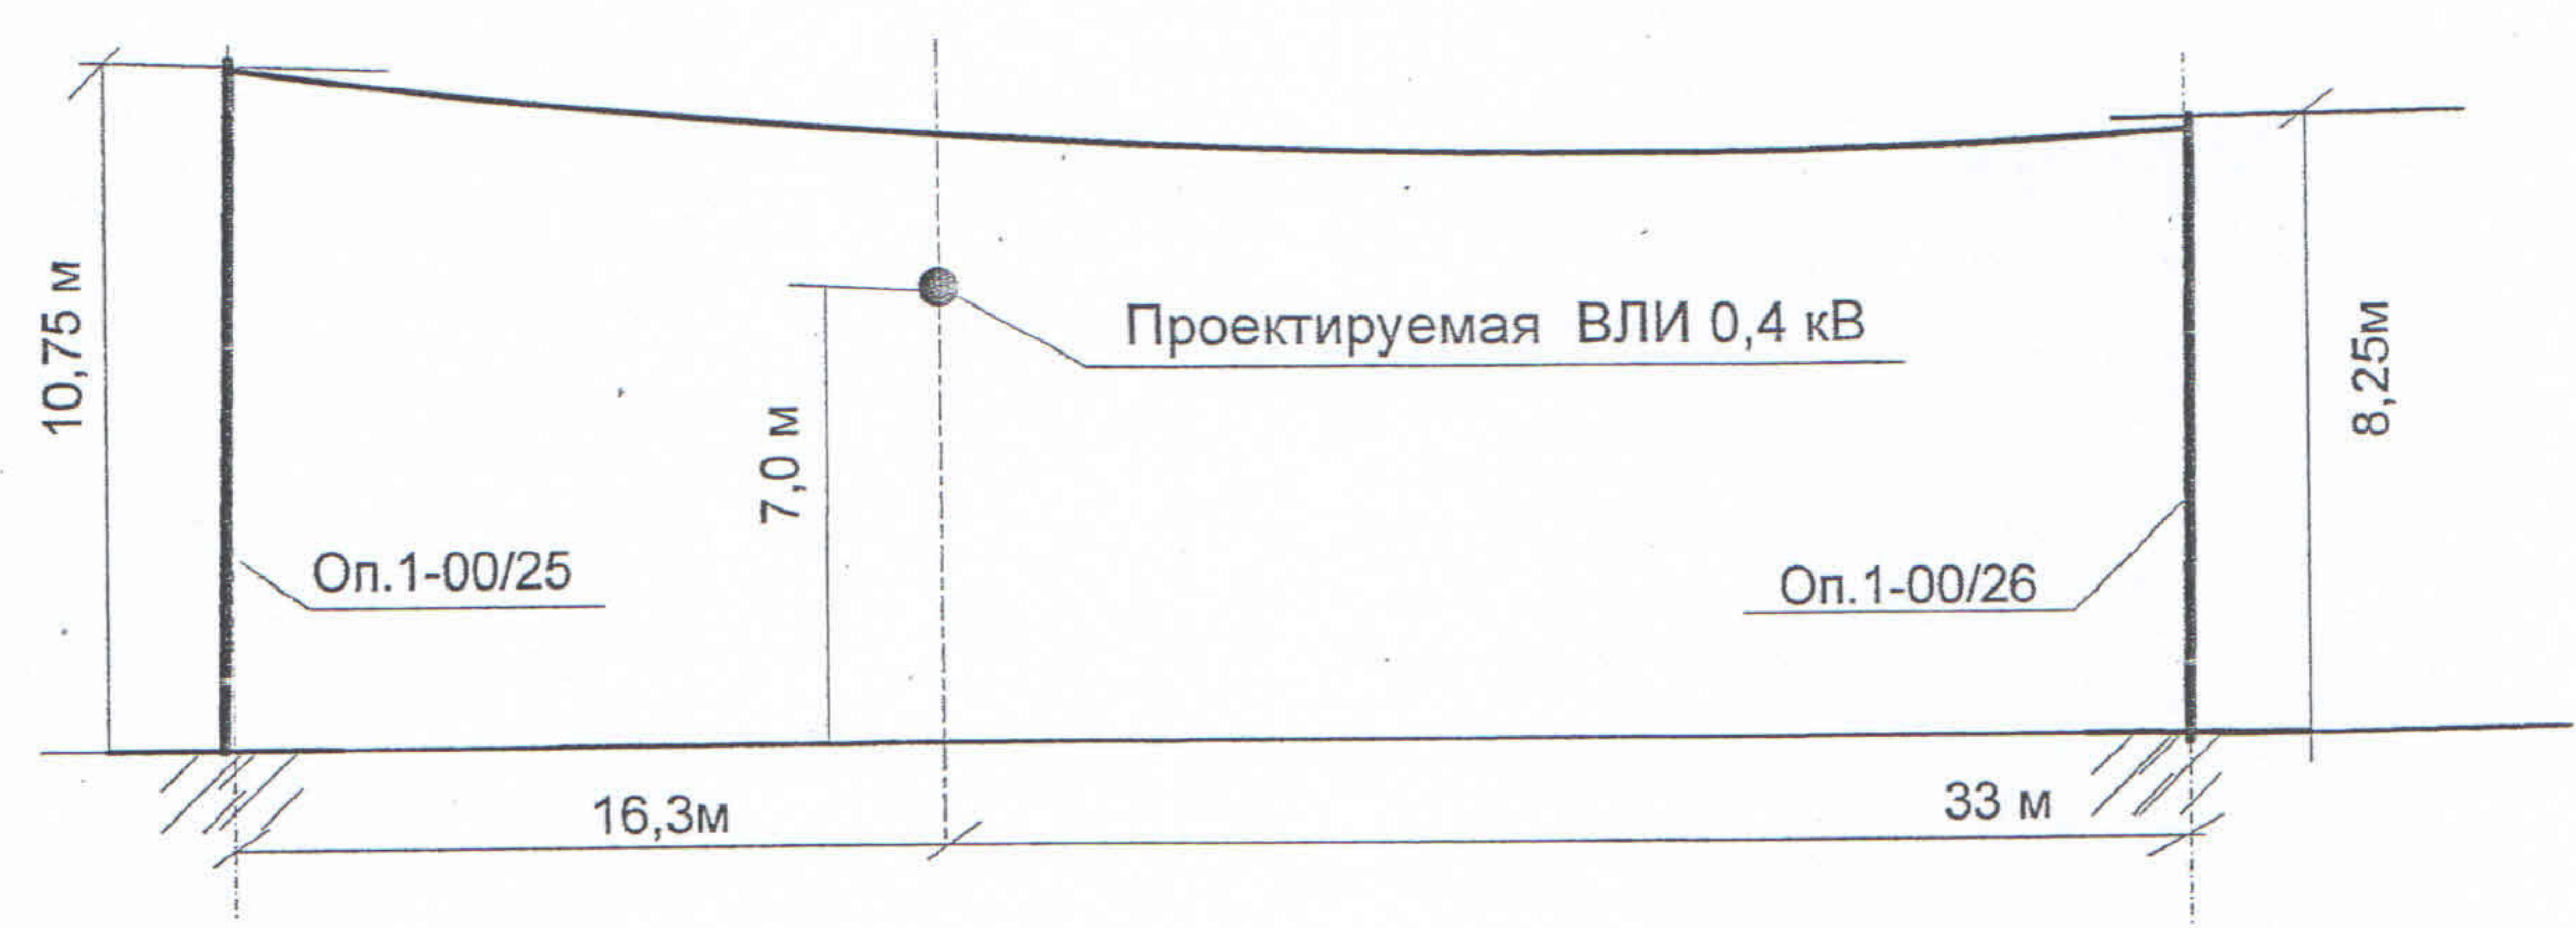 10,75 м
Проектируемая ВЛИ 0,4 кВ
8,25м
7,0 м
Оп.1-00/25
Оп.1-00/26
16,3м
33 м